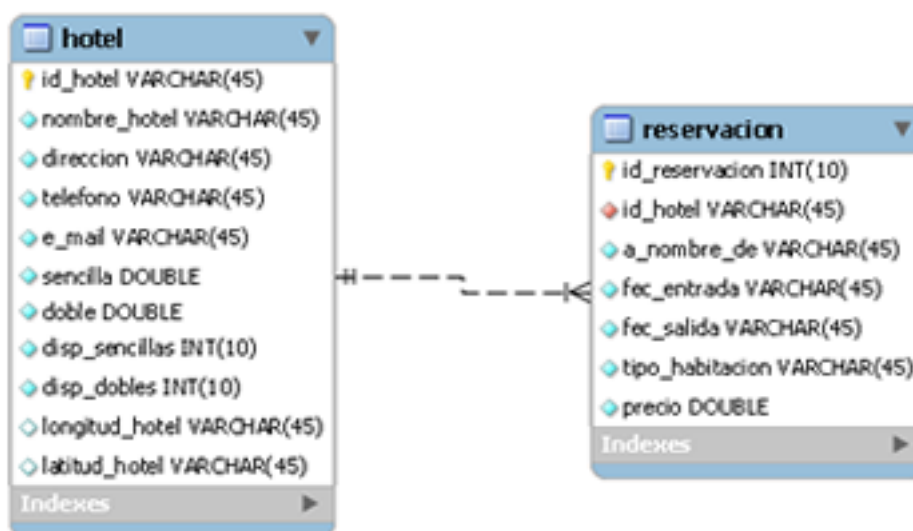 hotel
id_hotel VARCHAR(45)
nombre_hotel VARCHAR(45)
direccion VARCHAR(45)
telefono VARCHAR(45)
e_mail VARCHAR(45)
sencilla DOUBLE
doble DOUBLE
disp_sencillas INT(10)
disp_dobles INT(10)
longitud_hotel VARCHAR(45)
latitud_hotel VARCHAR(45)
Indexes
reservacion
id_reservacion INT(10)
id_hotel VARCHAR(45)
a_nombre_de VARCHAR(45)
fec_entrada VARCHAR(45)
fec_salida VARCHAR(45)
tipo_habitacion VARCHAR(45)
precio DOUBLE
Indexes